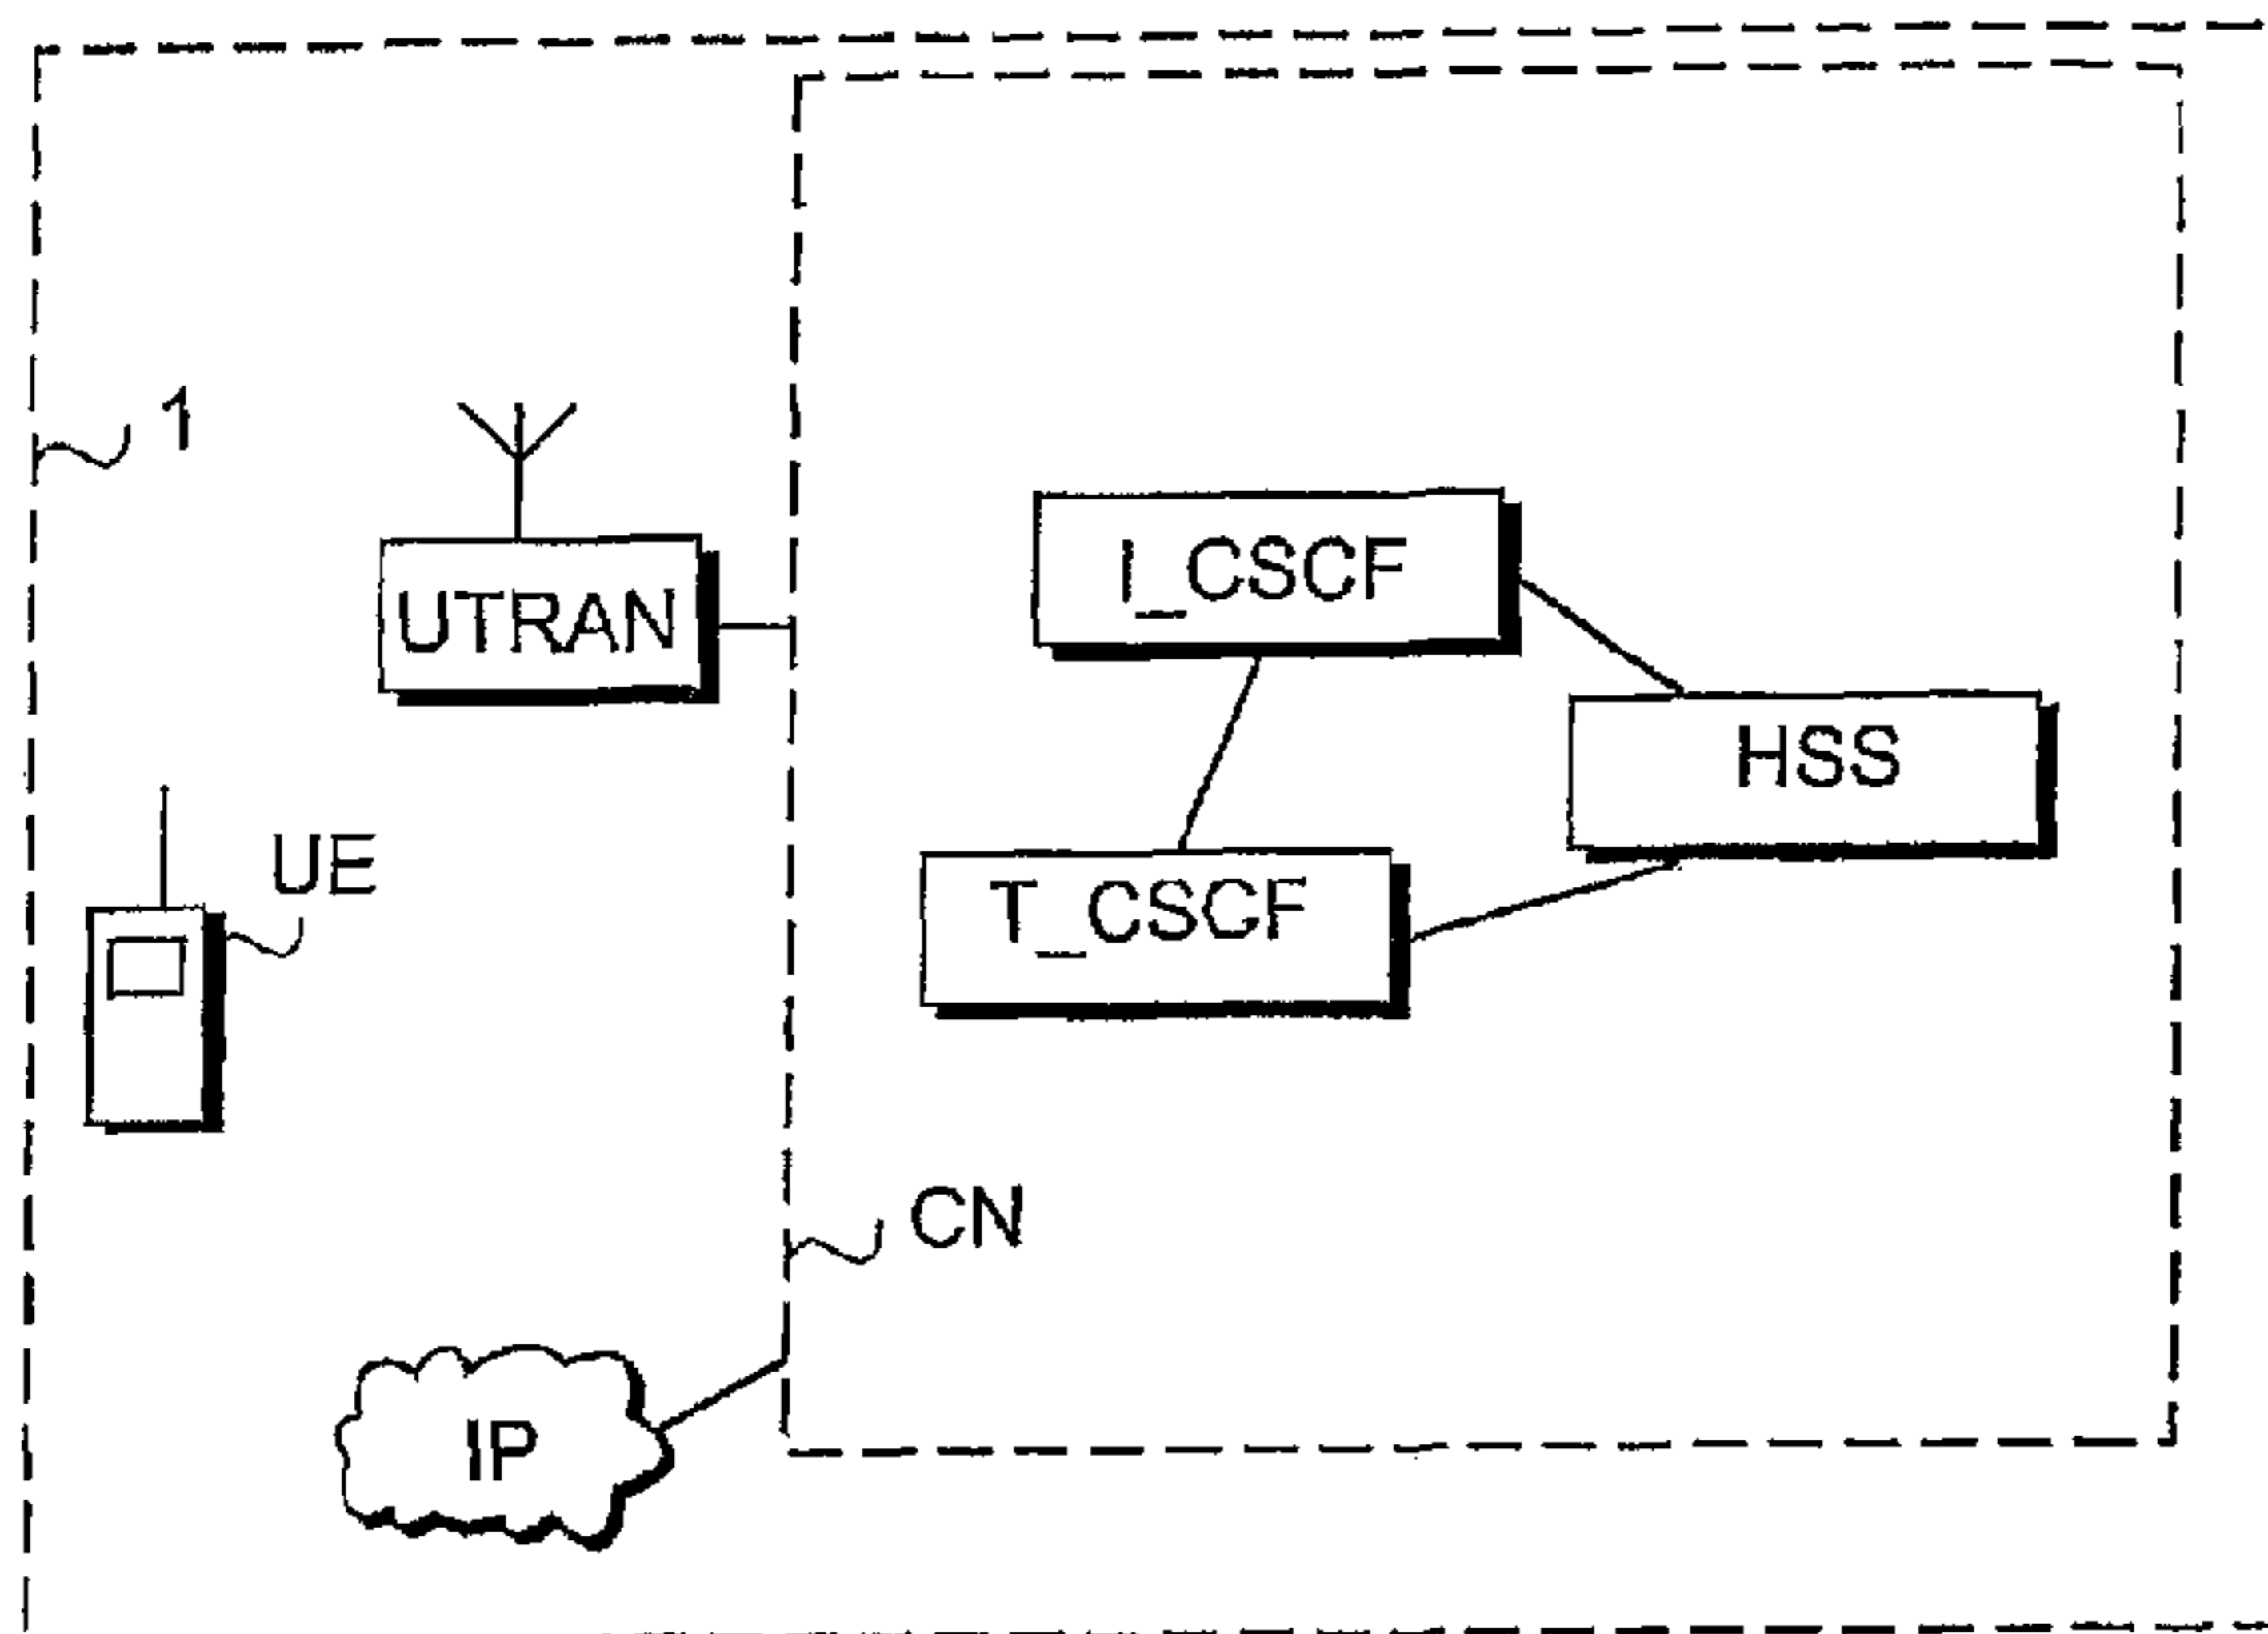 1
UTRAN
I_CSCF
HSS
UE
T_CSCF
CN
IP